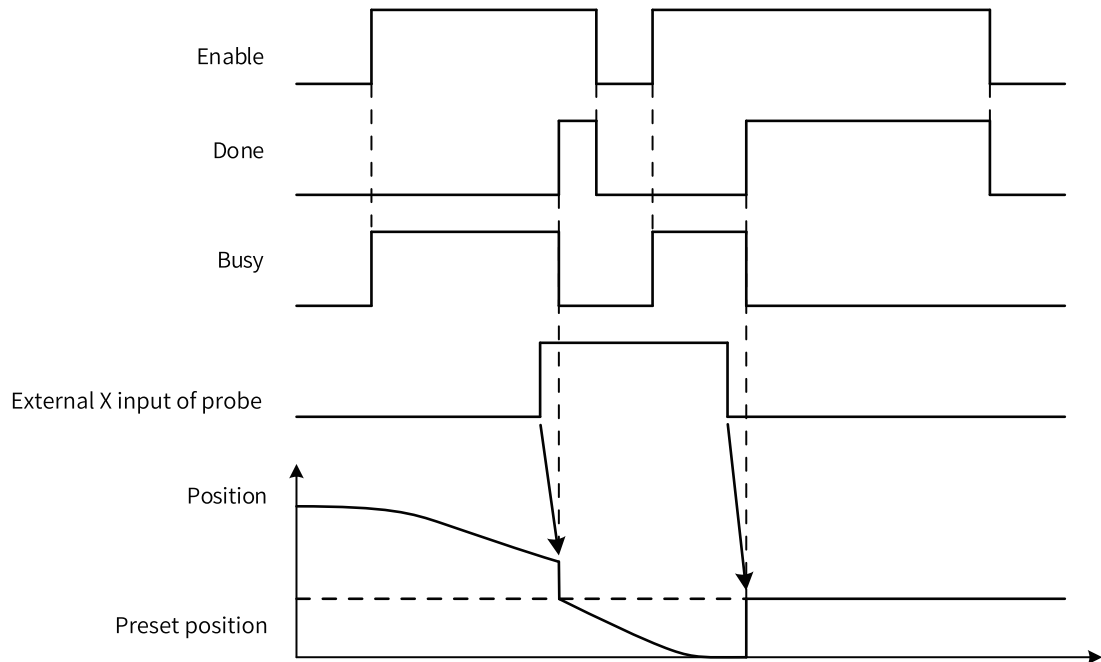 Enable
Done
Busy
External X input of probe
Position
Preset position